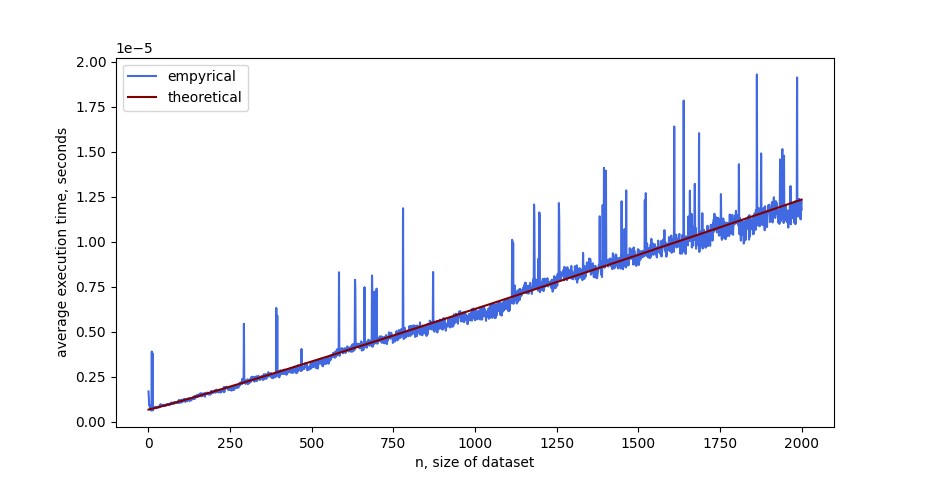 1e−5
2.00
1.75
1.50
1.25
1.00
0.75
0.50
0.25
0.00
average execution time, seconds
empyrical
theoretical
0 250 500 750 1000 1250 1500 1750 2000
n, size of dataset